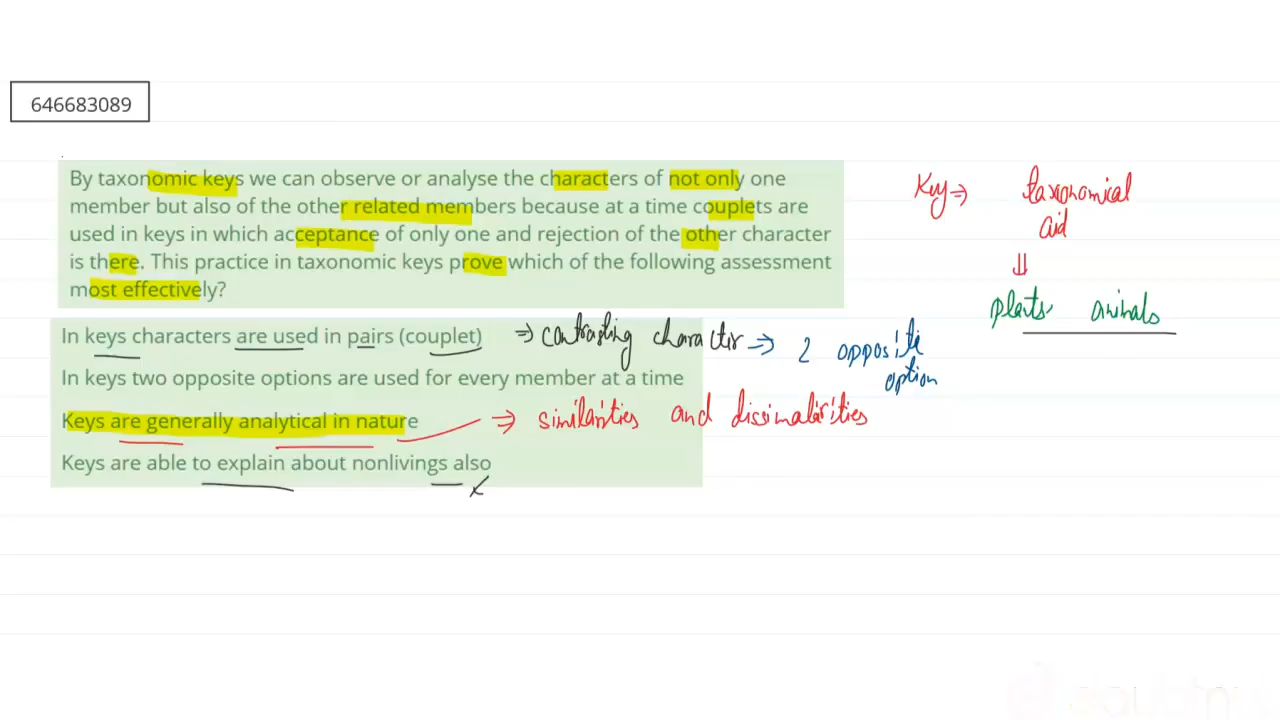 646683089
By taxonomic keys we can observe or analyse the characters of not only one
member but also of the other related members because at a time couplets are
used in keys in which acceptance of only one and rejection of the other character
is there. This practice in taxonomic keys prove which of the following assessment
most effectively?
Key ⇒ taxonomical
aid
⇓
plants animals
In keys characters are used in pairs (couplet) ⇒ contrasting character ⇒ 2 opposite
option
In keys two opposite options are used for every member at a time
Keys are generally analytical in nature ⇒ similarities and dissimalirities
Keys are able to explain about nonlivings also